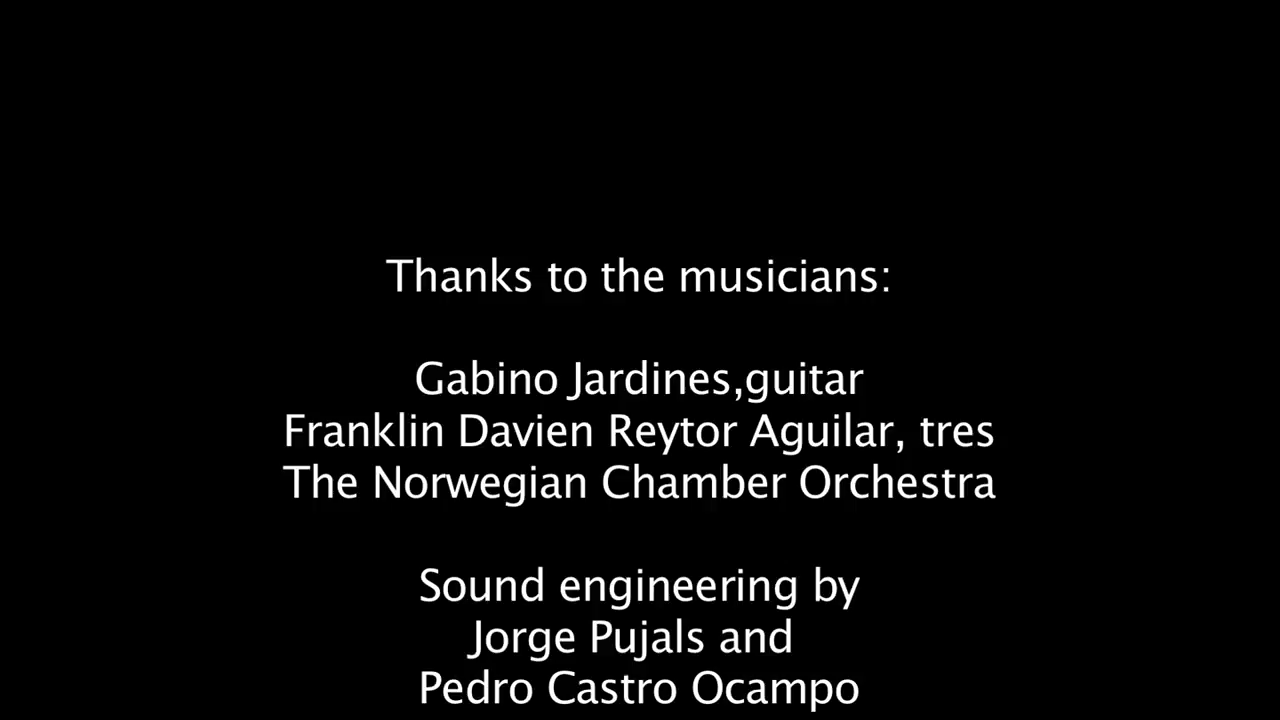 Thanks to the musicians:
Gabino Jardines,guitar
Franklin Davien Reytor Aguilar, tres
The Norwegian Chamber Orchestra
Sound engineering by
Jorge Pujals and
Pedro Castro Ocampo